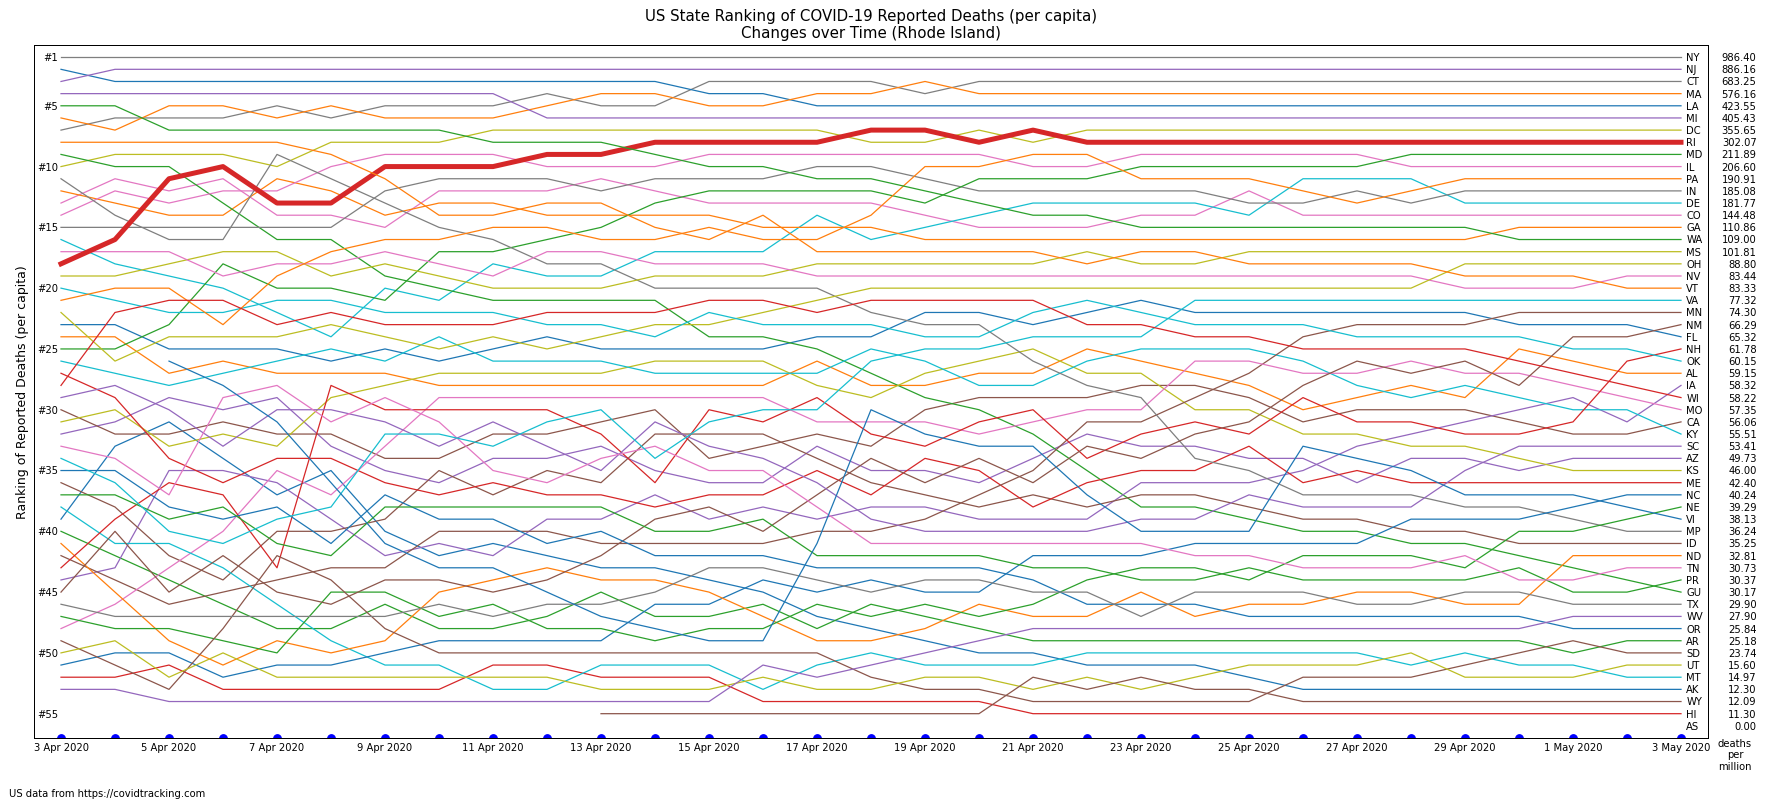 US State Ranking of COVID-19 Reported Deaths (per capita)
Changes over Time (Rhode Island)
Ranking of Reported Deaths (per capita)
#1
#5
#10
#15
#20
#25
#30
#35
#40
#45
#50
#55
NY 986.40
NJ 886.16
CT 683.25
MA 576.16
LA 423.55
MI 405.43
DC 355.65
RI 302.07
MD 211.89
IL 206.60
PA 190.91
IN 185.08
DE 181.77
CO 144.48
GA 110.86
WA 109.00
MS 101.81
OH 88.80
NV 83.44
VT 83.33
VA 77.32
MN 74.30
NM 66.29
FL 65.32
NH 61.78
OK 60.15
AL 59.15
IA 58.32
WI 58.22
MO 57.35
CA 56.06
KY 55.51
SC 53.41
AZ 49.73
KS 46.00
ME 42.40
NC 40.24
NE 39.29
VI 38.13
MP 36.24
ID 35.25
ND 32.81
TN 30.73
PR 30.37
GU 30.17
TX 29.90
WV 27.90
OR 25.84
AR 25.18
SD 23.74
UT 15.60
MT 14.97
AK 12.30
WY 12.09
HI 11.30
AS 0.00
3 Apr 2020 5 Apr 2020 7 Apr 2020 9 Apr 2020 11 Apr 2020 13 Apr 2020 15 Apr 2020 17 Apr 2020 19 Apr 2020 21 Apr 2020 23 Apr 2020 25 Apr 2020 27 Apr 2020 29 Apr 2020 1 May 2020 3 May 2020
deaths
per
million
US data from https://covidtracking.com